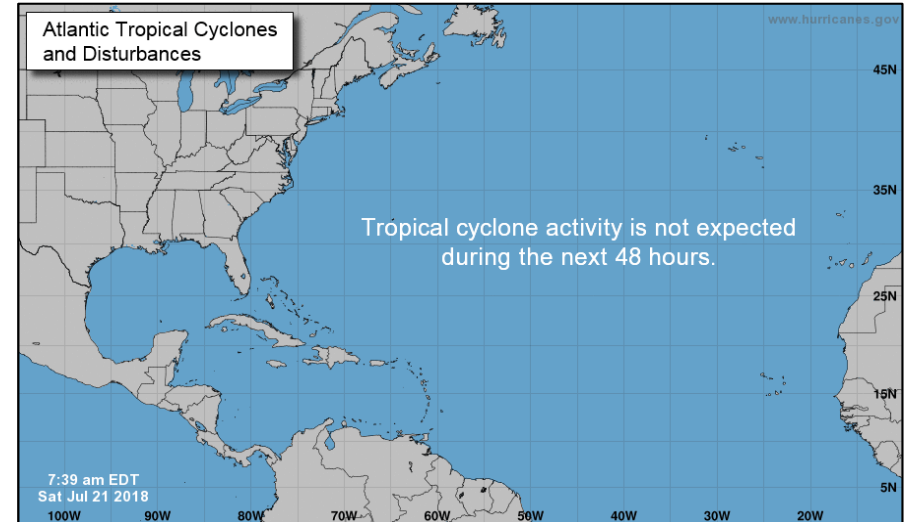 Atlantic Tropical Cyclones
and Disturbances
www.hurricanes.gov
45N
35N
Tropical cyclone activity is not expected
during the next 48 hours.
25N
15N
7:39 am EDT
Sat Jul 21 2018
5N
100W 90W 80W 70W 60W 50W 40W 30W 20W